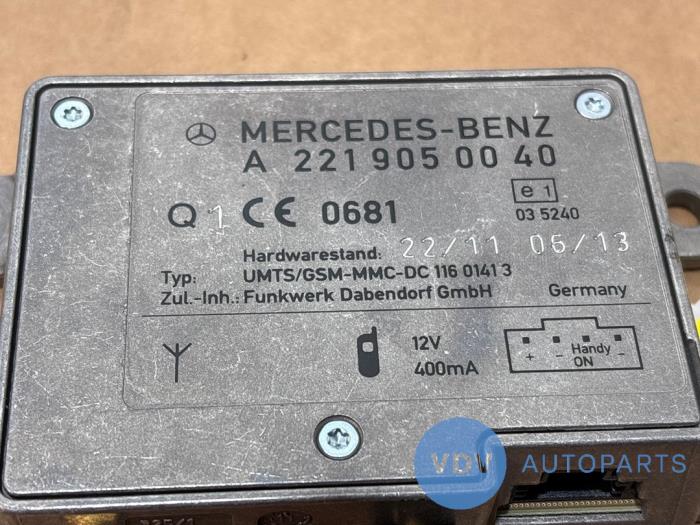 MERCEDES-BENZ
A 221 905 00 40
Q 1 CE 0681
e 1
03 5240
Hardwarestand: 22/11 06/13
Typ: UMTS/GSM-MMC-DC 116 0141 3
Zul.-Inh.: Funkwerk Dabendorf GmbH Germany
12V
400mA
+ - Handy -
ON
VDV AUTOPARTS